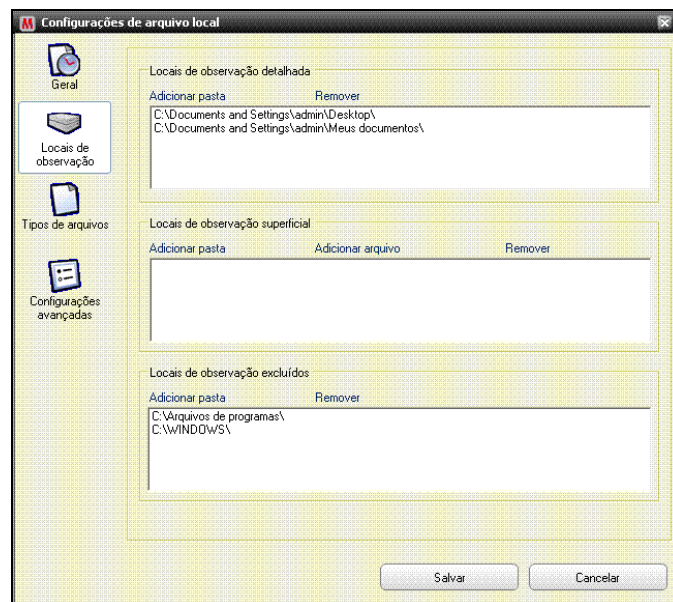 Configurações de arquivo local
Geral
Locais de
observação
Tipos de arquivos
Configurações
avançadas
Locais de observação detalhada
Adicionar pasta Remover
C:\Documents and Settings\admin\Desktop\
C:\Documents and Settings\admin\Meus documentos\
Locais de observação superficial
Adicionar pasta Adicionar arquivo Remover
Locais de observação excluídos
Adicionar pasta Remover
C:\Arquivos de programas\
C:\WINDOWS\
Salvar Cancelar